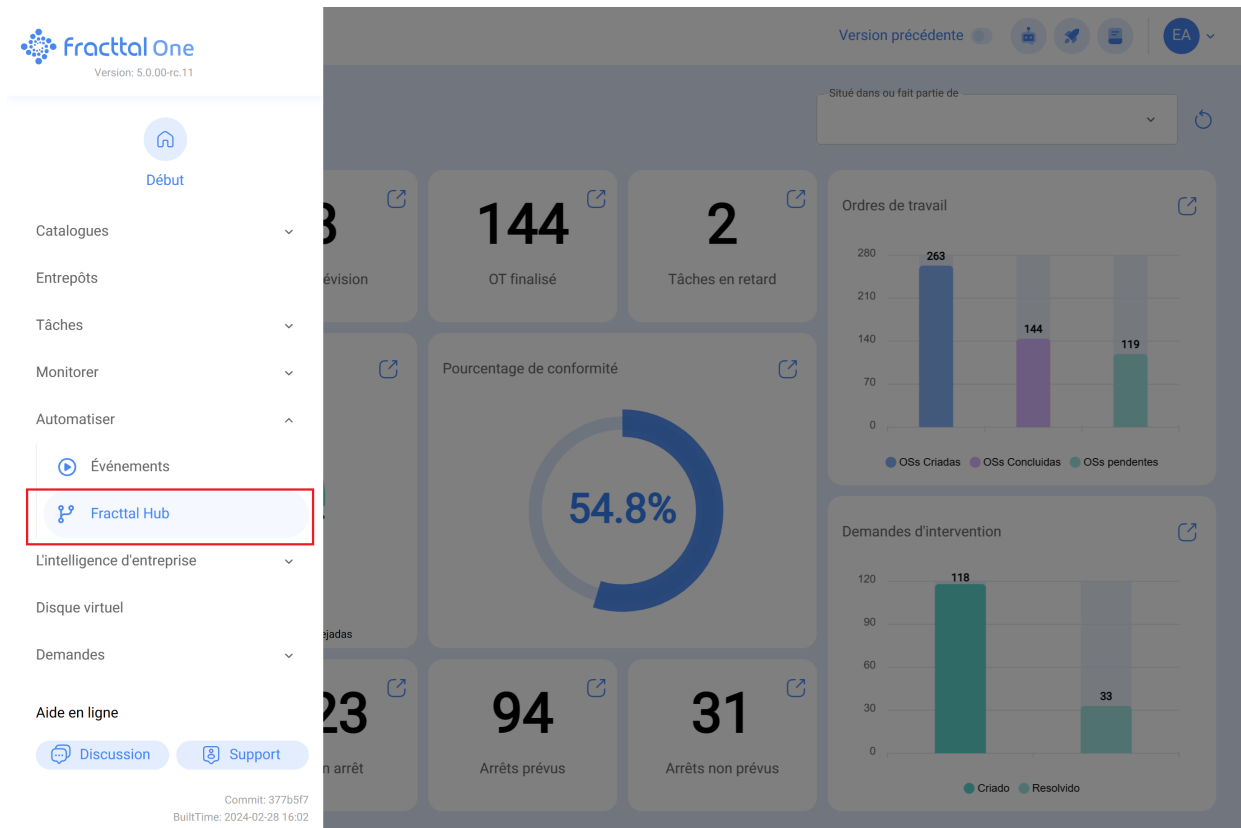 fracttal One
Version: 5.0.00-rc.11
Début
Catalogues
Entrepôts
Tâches
Monitorer
Automatiser
Événements
Fracttal Hub
L'intelligence d'entreprise
Disque virtuel
Demandes
Aide en ligne
Discussion
Support
Commit: 377b5f7
BuiltTime: 2024-02-28 16:02
Version précédente
EA
Situé dans ou fait partie de
144
OT finalisé
2
Tâches en retard
Ordres de travail
280
210
140
70
0
263
144
119
OSs Criadas
OSs Concluidas
OSs pendentes
Pourcentage de conformité
54.8%
Demandes d'intervention
120
90
60
30
0
118
33
Criado
Resolvido
23
94
Arrêts prévus
31
Arrêts non prévus